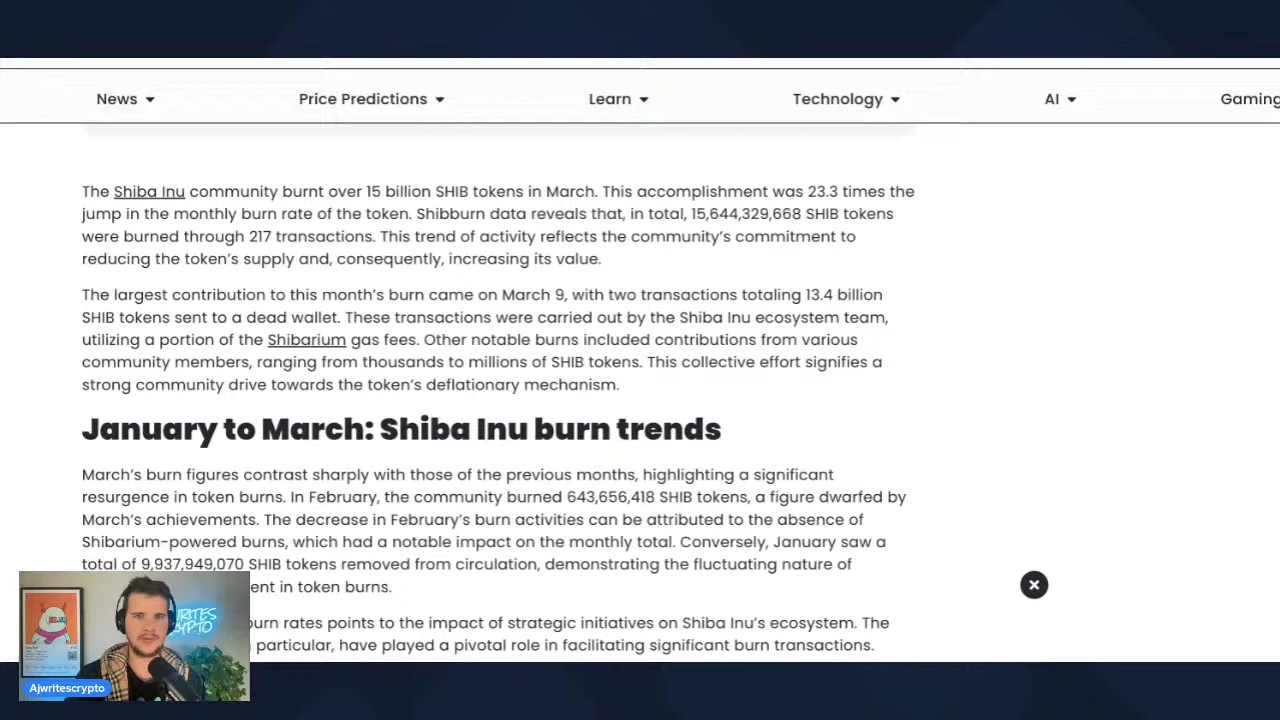 News
Price Predictions
Learn
Technology
AI
Gaming
The Shiba Inu community burnt over 15 billion SHIB tokens in March. This accomplishment was 23.3 times the
jump in the monthly burn rate of the token. Shibburn data reveals that, in total, 15,644,329,668 SHIB tokens
were burned through 217 transactions. This trend of activity reflects the community's commitment to
reducing the token's supply and, consequently, increasing its value.
The largest contribution to this month's burn came on March 9, with two transactions totaling 13.4 billion
SHIB tokens sent to a dead wallet. These transactions were carried out by the Shiba Inu ecosystem team,
utilizing a portion of the Shibarium gas fees. Other notable burns included contributions from various
community members, ranging from thousands to millions of SHIB tokens. This collective effort signifies a
strong community drive towards the token's deflationary mechanism.
January to March: Shiba Inu burn trends
March's burn figures contrast sharply with those of the previous months, highlighting a significant
resurgence in token burns. In February, the community burned 643,656,418 SHIB tokens, a figure dwarfed by
March's achievements. The decrease in February's burn activities can be attributed to the absence of
Shibarium-powered burns, which had a notable impact on the monthly total. Conversely, January saw a
total of 9,937,949,070 SHIB tokens removed from circulation, demonstrating the fluctuating nature of
ent in token burns.
burn rates points to the impact of strategic initiatives on Shiba Inu's ecosystem. The
particular, have played a pivotal role in facilitating significant burn transactions.
Ajwritescrypto